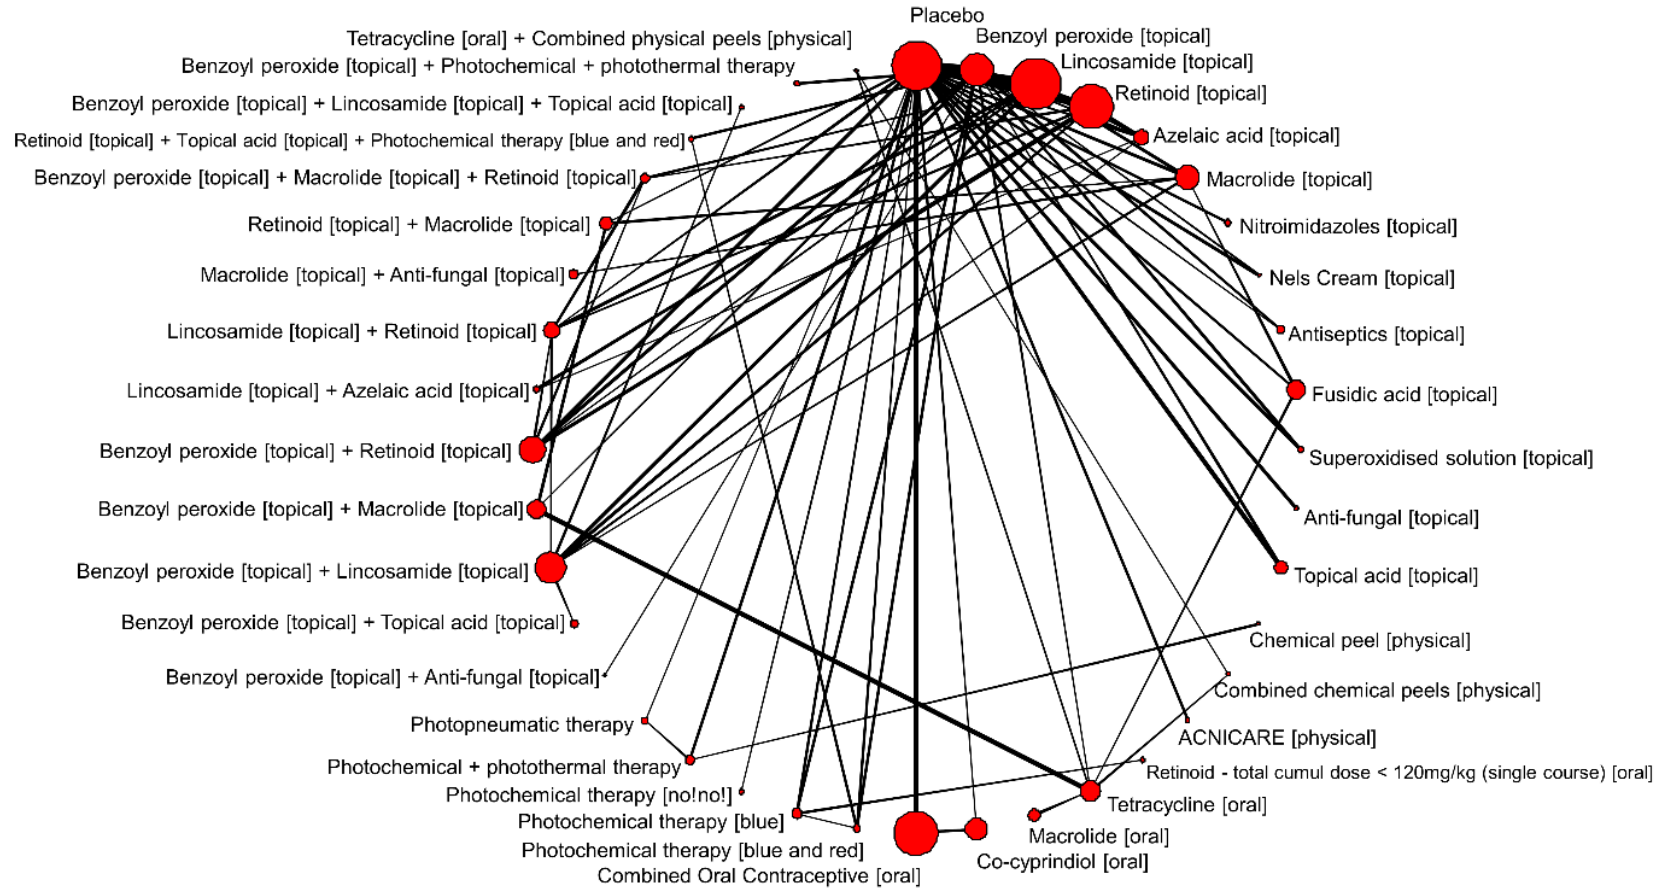 Placebo
Tetracycline [oral] + Combined physical peels [physical]
Benzoyl peroxide [topical]
Benzoyl peroxide [topical] + Photochemical + photothermal therapy
Lincosamide [topical]
Benzoyl peroxide [topical] + Lincosamide [topical] + Topical acid [topical]
Retinoid [topical]
Retinoid [topical] + Topical acid [topical] + Photochemical therapy [blue and red]
Azelaic acid [topical]
Benzoyl peroxide [topical] + Macrolide [topical] + Retinoid [topical]
Macrolide [topical]
Retinoid [topical] + Macrolide [topical]
Nitroimidazoles [topical]
Macrolide [topical] + Anti-fungal [topical]
Nels Cream [topical]
Lincosamide [topical] + Retinoid [topical]
Antiseptics [topical]
Lincosamide [topical] + Azelaic acid [topical]
Fusidic acid [topical]
Benzoyl peroxide [topical] + Retinoid [topical]
Superoxidised solution [topical]
Benzoyl peroxide [topical] + Macrolide [topical]
Anti-fungal [topical]
Benzoyl peroxide [topical] + Lincosamide [topical]
Topical acid [topical]
Benzoyl peroxide [topical] + Topical acid [topical]
Chemical peel [physical]
Benzoyl peroxide [topical] + Anti-fungal [topical]
Combined chemical peels [physical]
Photopneumatic therapy
ACNICARE [physical]
Photochemical + photothermal therapy
Retinoid - total cumul dose < 120mg/kg (single course) [oral]
Photochemical therapy [no!no!]
Tetracycline [oral]
Photochemical therapy [blue]
Macrolide [oral]
Photochemical therapy [blue and red]
Co-cyprindiol [oral]
Combined Oral Contraceptive [oral]